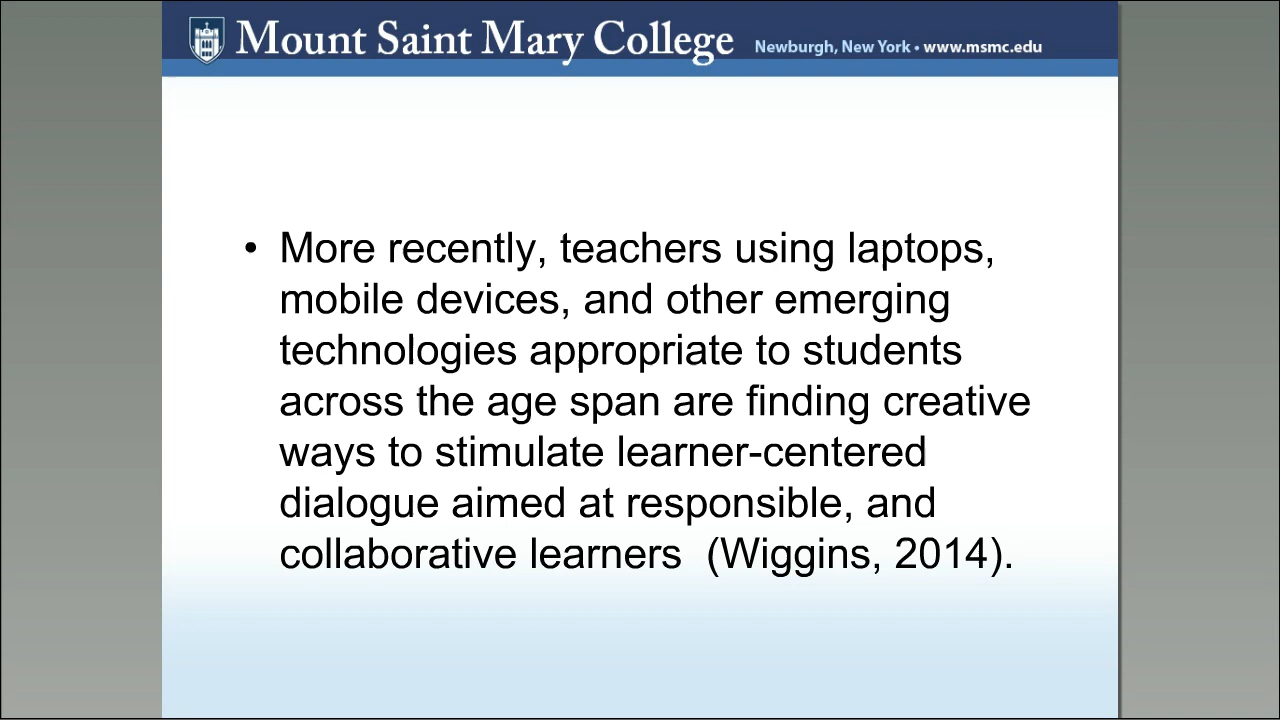 Mount Saint Mary College Newburgh, New York • www.msmc.edu
• More recently, teachers using laptops,
mobile devices, and other emerging
technologies appropriate to students
across the age span are finding creative
ways to stimulate learner-centered
dialogue aimed at responsible, and
collaborative learners  (Wiggins, 2014).